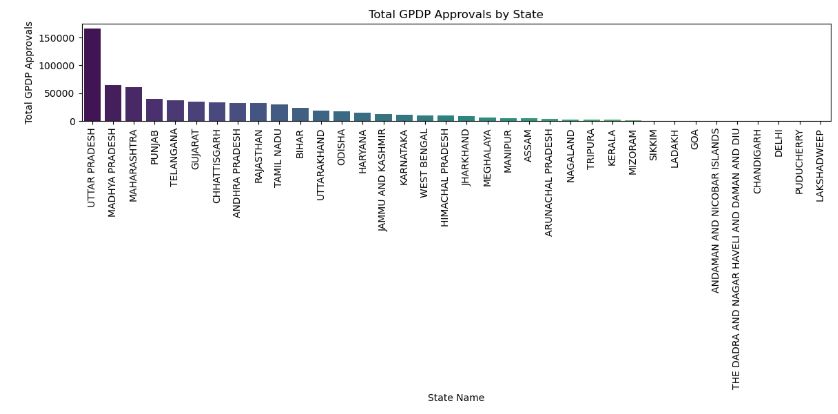 Total GPDP Approvals by State
Total GPDP Approvals
150000
100000
50000
0
UTTAR PRADESH
MADHYA PRADESH
MAHARASHTRA
PUNJAB
TELANGANA
GUJARAT
CHHATTISGARH
ANDHRA PRADESH
RAJASTHAN
TAMIL NADU
BIHAR
UTTARAKHAND
ODISHA
HARYANA
JAMMU AND KASHMIR
KARNATAKA
WEST BENGAL
HIMACHAL PRADESH
JHARKHAND
MEGHALAYA
MANIPUR
ASSAM
ARUNACHAL PRADESH
NAGALAND
TRIPURA
KERALA
MIZORAM
SIKKIM
LADAKH
GOA
ANDAMAN AND NICOBAR ISLANDS
THE DADRA AND NAGAR HAVELI AND DAMAN AND DIU
CHANDIGARH
DELHI
PUDUCHERRY
LAKSHADWEEP
State Name